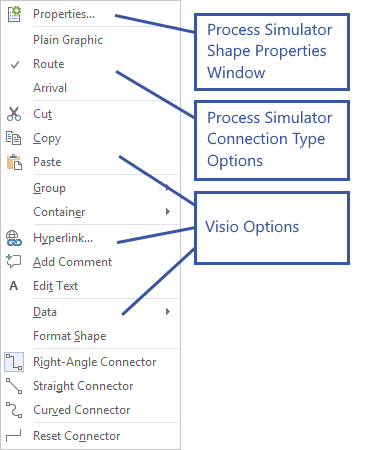 Properties...
Plain Graphic
Route
Arrival
Cut
Copy
Paste
Group
Container
Hyperlink...
Add Comment
A Edit Text
Data
Format Shape
Right-Angle Connector
Straight Connector
Curved Connector
Reset Connector
Process Simulator
Shape Properties
Window
Process Simulator
Connection Type
Options
Visio Options